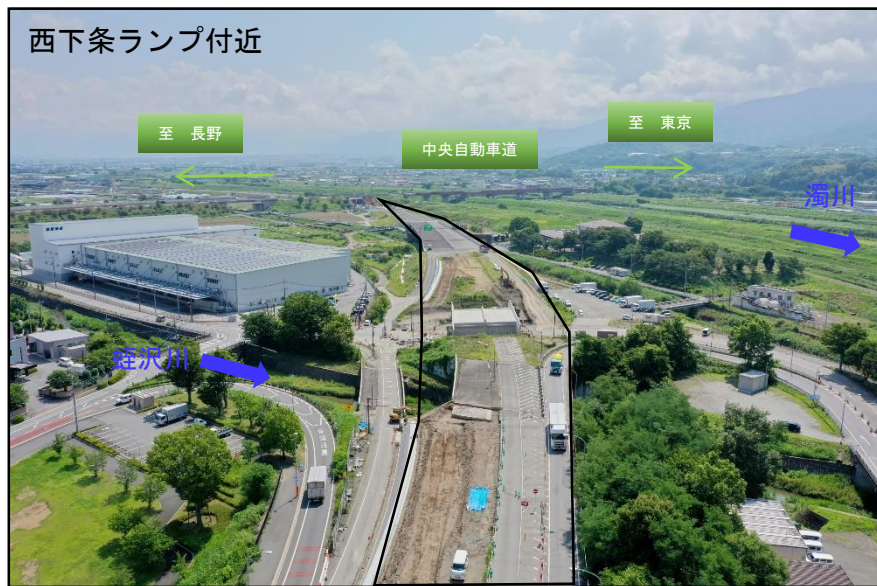 西下条ランプ付近
至　長野
中央自動車道
至　東京
濁川
蛭沢川